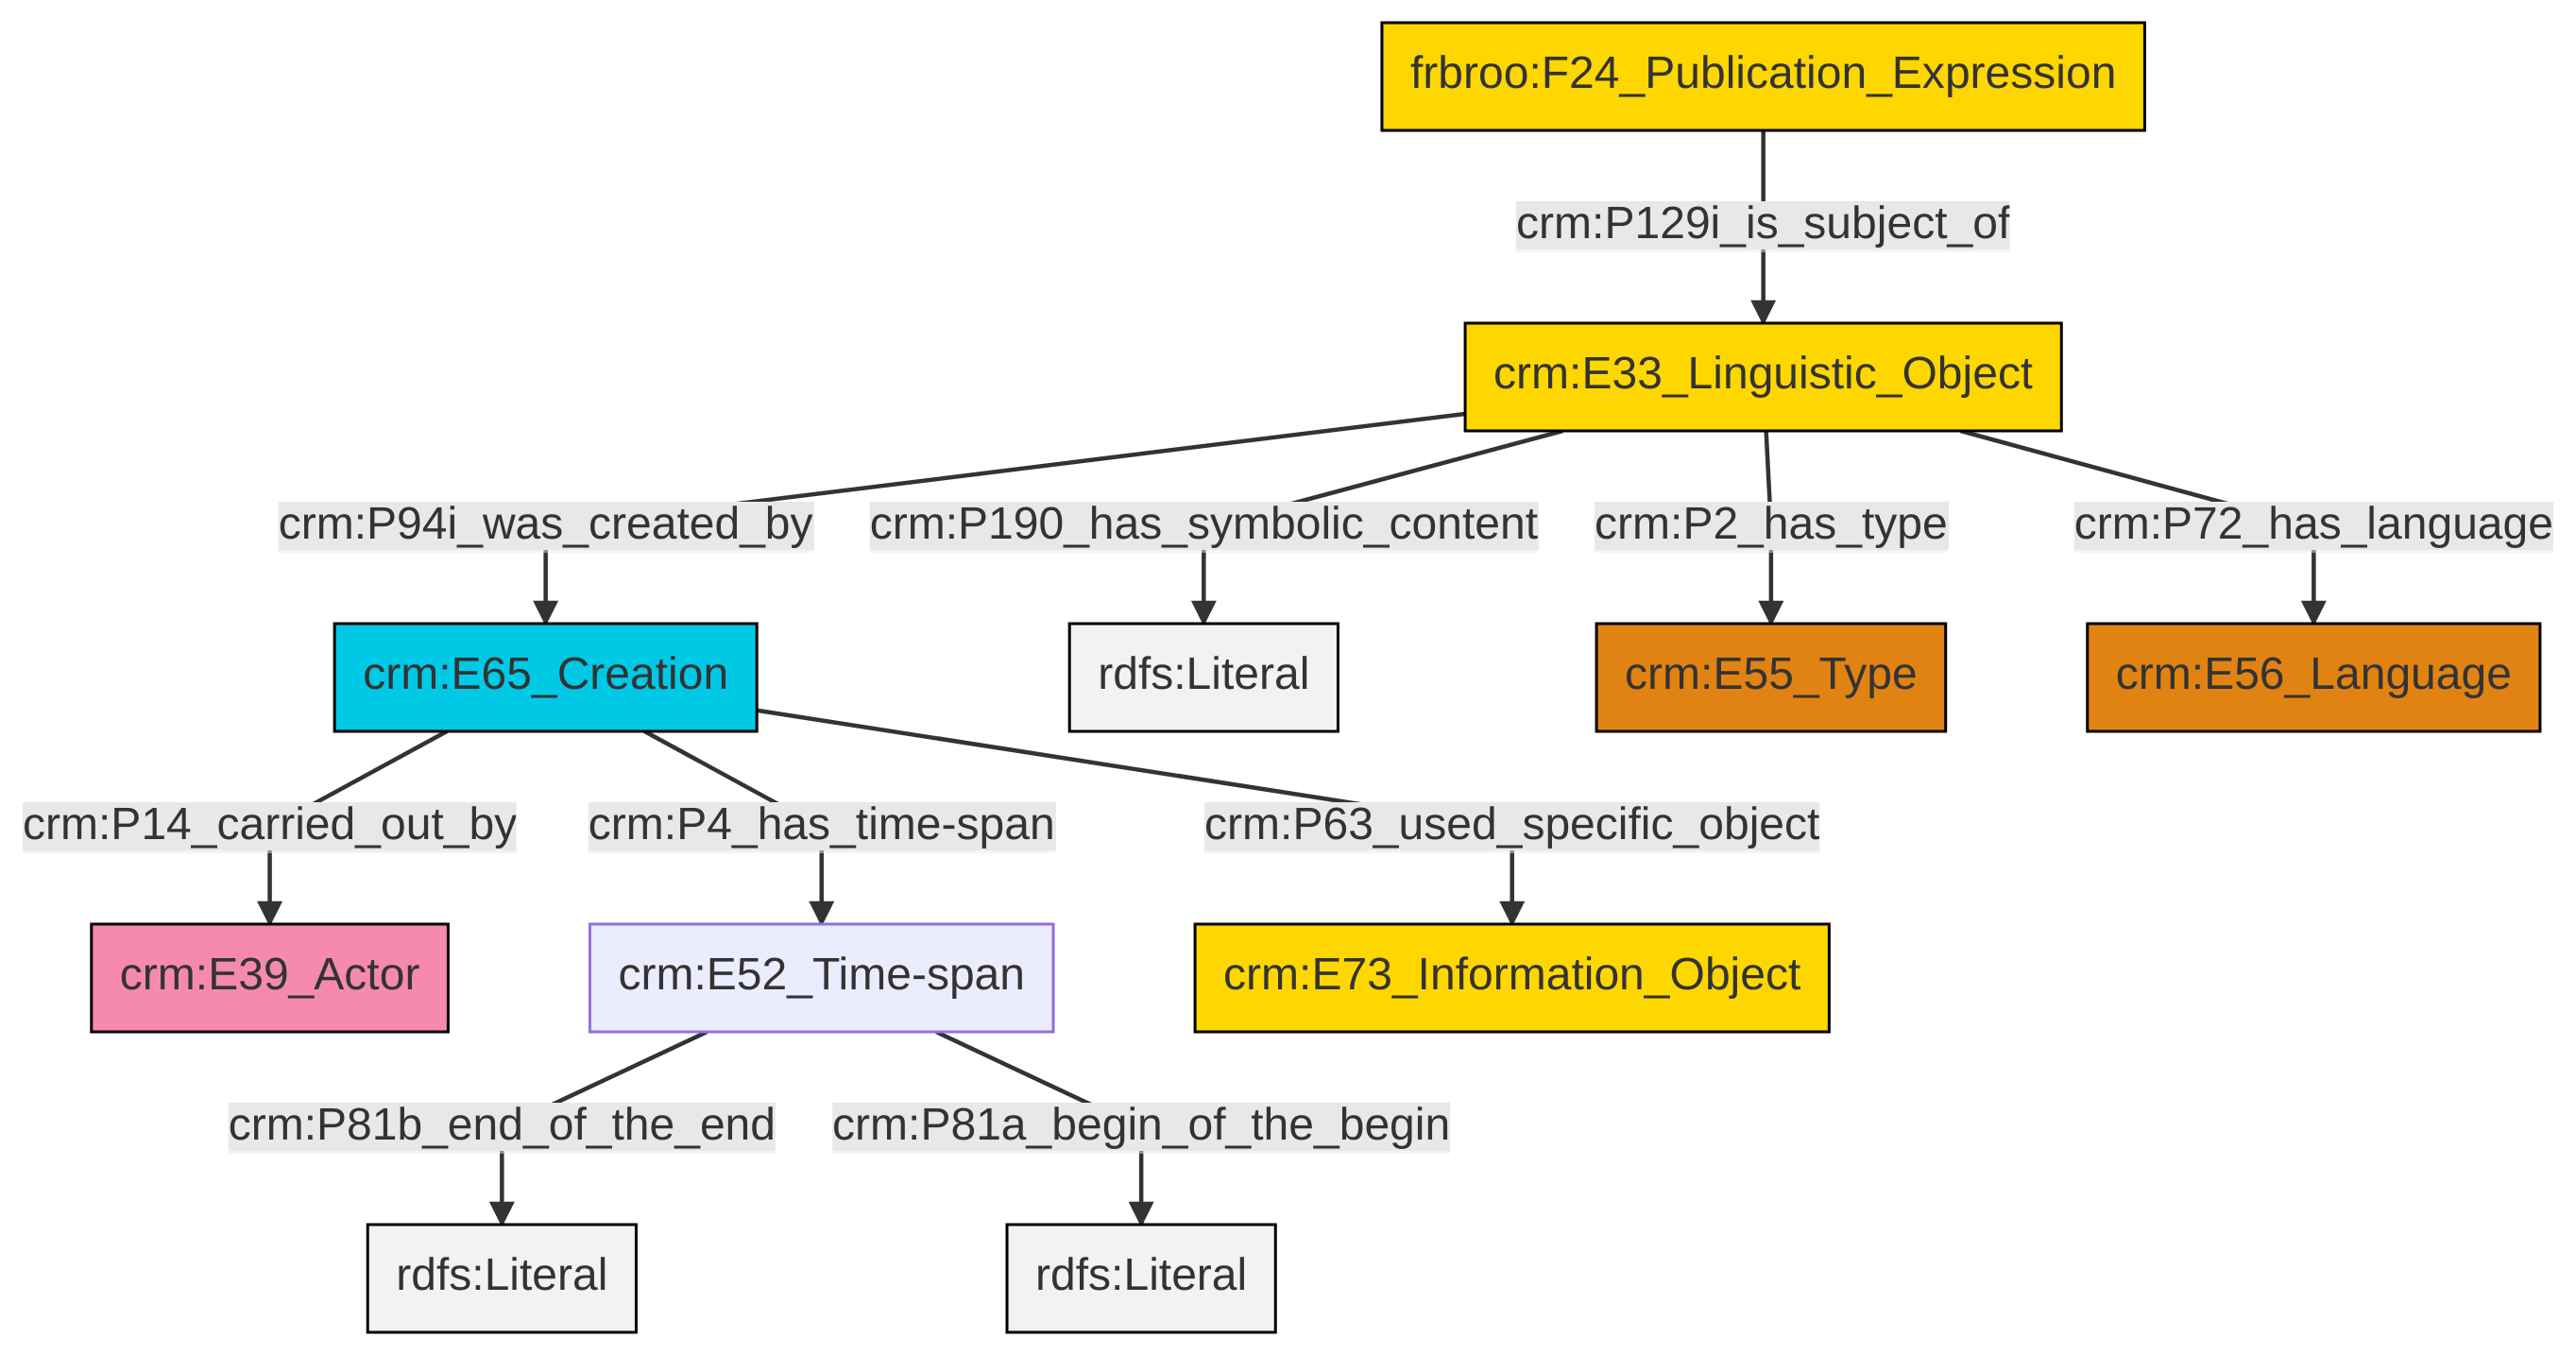 frbroo:F24_Publication_Expression
crm:P129i_is_subject_of
crm:E33_Linguistic_Object
crm:P94i_was_created_by
crm:P190_has_symbolic_content
crm:P2_has_type
crm:P72_has_language
crm:E65_Creation
rdfs:Literal
crm:E55_Type
crm:E56_Language
crm:P14_carried_out_by
crm:P4_has_time-span
crm:P63_used_specific_object
crm:E39_Actor
crm:E52_Time-span
crm:E73_Information_Object
crm:P81b_end_of_the_end
crm:P81a_begin_of_the_begin
rdfs:Literal
rdfs:Literal